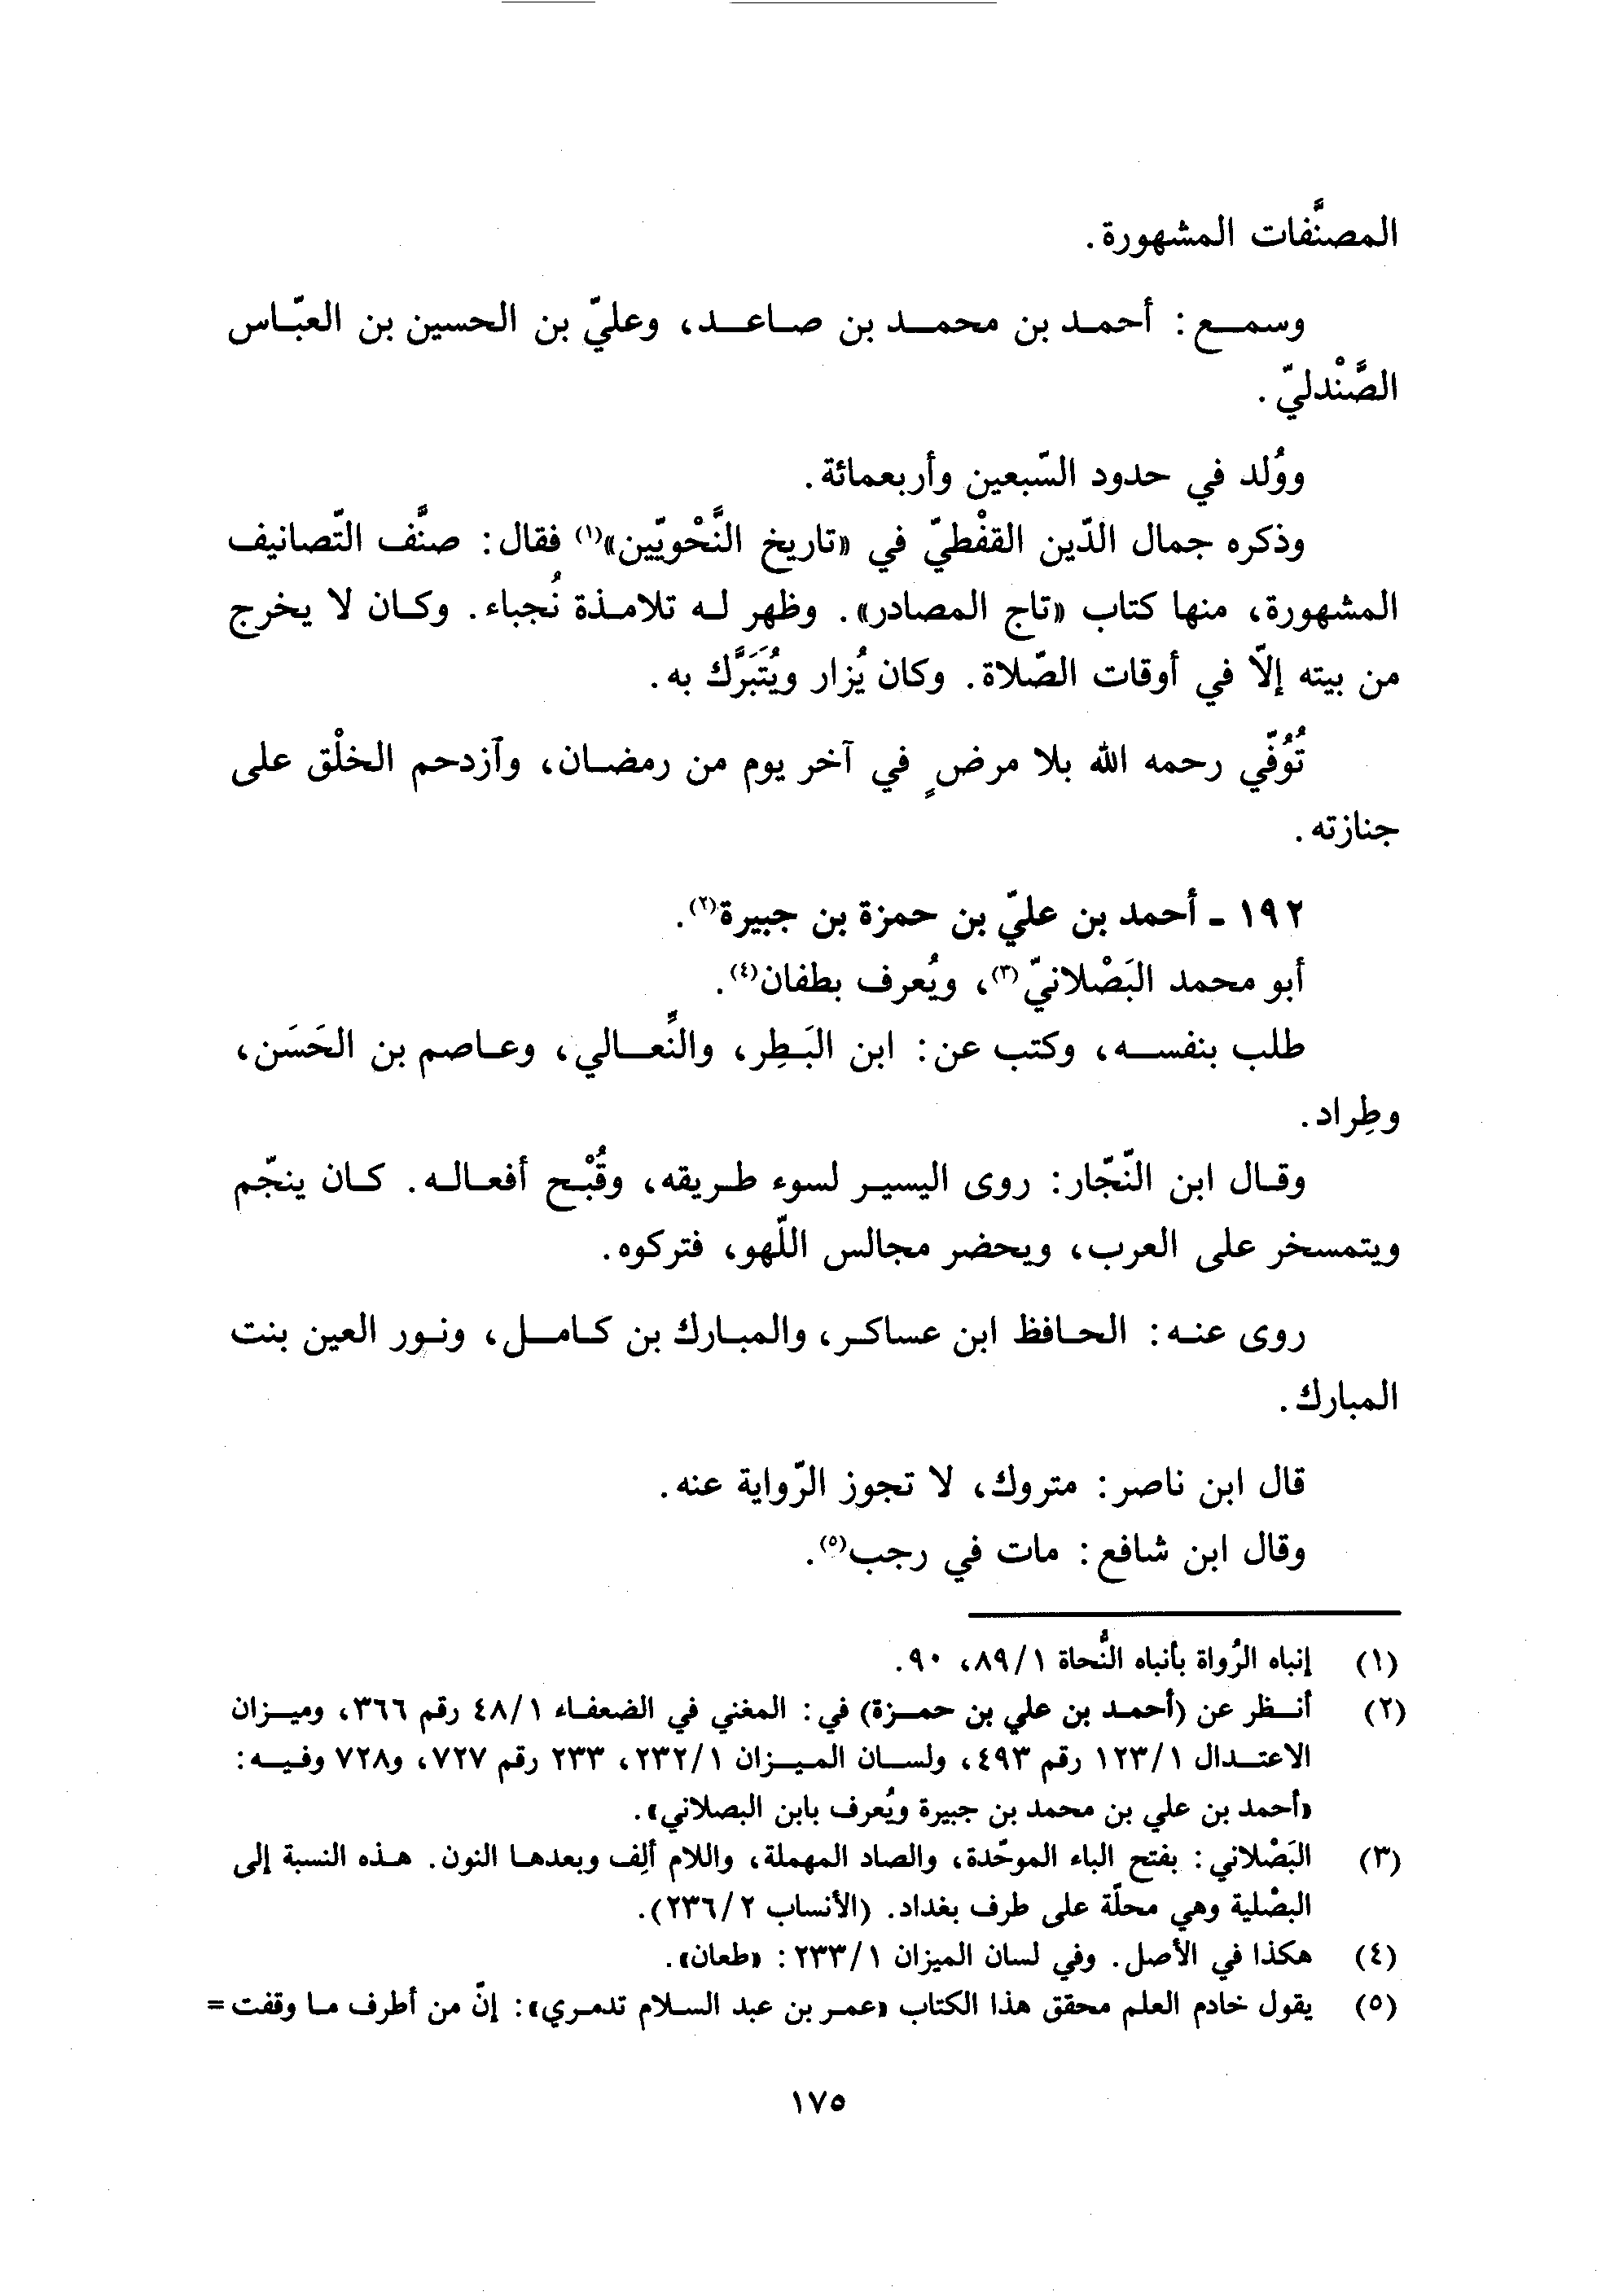 المصنَّفات المشهورة.
وسمع: أحمد بن محمد بن صاعد، وعليّ بن الحسين بن العبّاس
الصَّنْدليّ.
ووُلد في حدود السّبعين وأربعمائة.
وذكره جمال الدّين القفْطيّ في «تاريخ النَّحْويّين»(١) فقال: صنَّف التّصانيف
المشهورة، منها كتاب «تاج المصادر». وظهر له تلامذة نُجباء. وكان لا يخرج
من بيته إلّا في أوقات الصّلاة. وكان يُزار ويُتَبَرَّك به.
تُوُفّي رحمه الله بلا مرضٍ في آخر يوم من رمضان، وآزدحم الخلْق على
جنازته.
١٩٢ ـ أحمد بن عليّ بن حمزة بن جبيرة(٢).
أبو محمد البَصْلانيّ(٣)، ويُعرف بطفان(٤).
طلب بنفسه، وكتب عن: ابن البَطِر، والنِّعالي، وعاصم بن الحَسَن،
وطِراد.
وقال ابن النّجّار: روى اليسير لسوء طريقه، وقُبْح أفعاله. كان ينجّم
ويتمسخر على العرب، ويحضر مجالس اللّهو، فتركوه.
روى عنه: الحافظ ابن عساكر، والمبارك بن كامل، ونور العين بنت
المبارك.
قال ابن ناصر: متروك، لا تجوز الرّواية عنه.
وقال ابن شافع: مات في رجب(٥).
(١) إنباه الرُواة بأنباه النُّحاة ٨٩/١، ٩٠.
(٢) أنظر عن (أحمد بن علي بن حمزة) في: المغني في الضعفاء ٤٨/١ رقم ٣٦٦، وميزان
الاعتدال ١٢٣/١ رقم ٤٩٣، ولسان الميزان ٢٣٢/١، ٢٣٣ رقم ٧٢٧، و٧٢٨ وفيه:
«أحمد بن علي بن محمد بن جبيرة ويُعرف بابن البصلاني».
(٣) البَصْلاني: بفتح الباء الموحّدة، والصاد المهملة، واللام ألِف وبعدها النون. هذه النسبة إلى
البصْلية وهي محلّة على طرف بغداد. (الأنساب ٢٣٦/٢).
(٤) هكذا في الأصل. وفي لسان الميزان ٢٣٣/١: «طعان».
(٥) يقول خادم العلم محقق هذا الكتاب «عمر بن عبد السلام تدمري»: إنّ من أطرف ما وقفت =
١٧٥